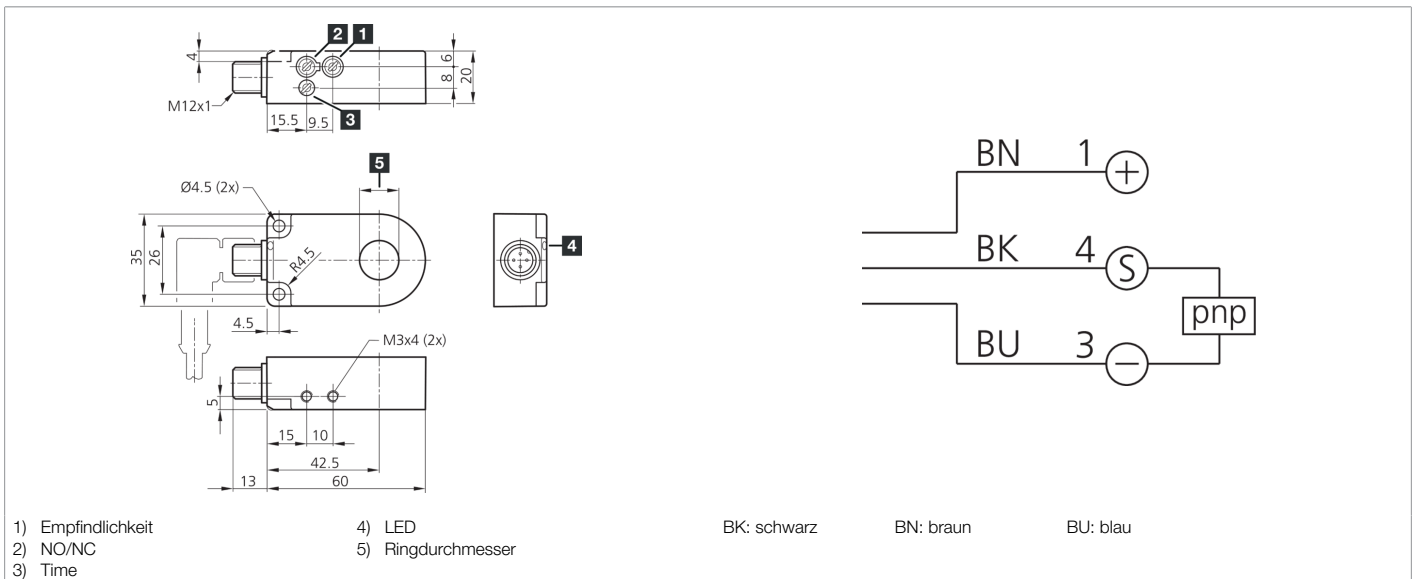 2 1
4
6
8
20
M12x1
15.5 9.5 3
5
Ø4.5 (2x)
35
26
R4.5
4
4.5
M3x4 (2x)
5
15 10
42.5
13 60
BN 1 +
BK 4 S
pnp
BU 3 −
1) Empfindlichkeit
2) NO/NC
3) Time
4) LED
5) Ringdurchmesser
BK: schwarz BN: braun BU: blau